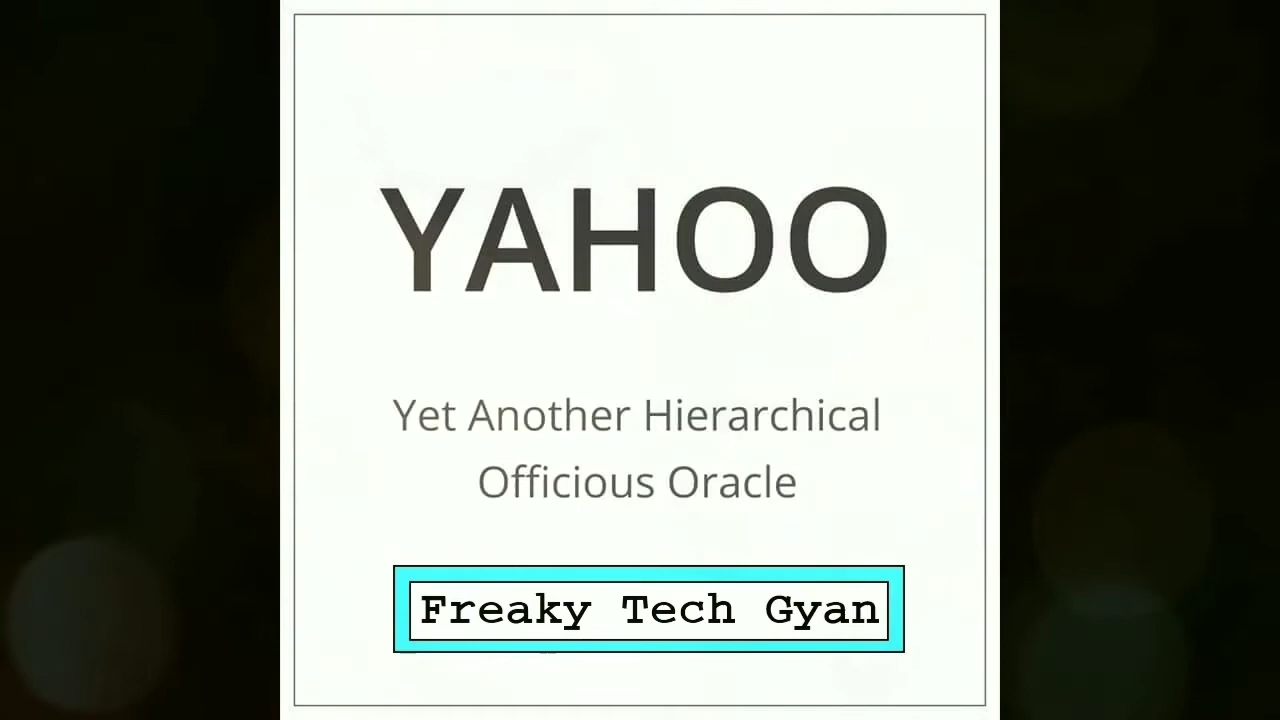 YAHOO
Yet Another Hierarchical
Officious Oracle
Freaky Tech Gyan